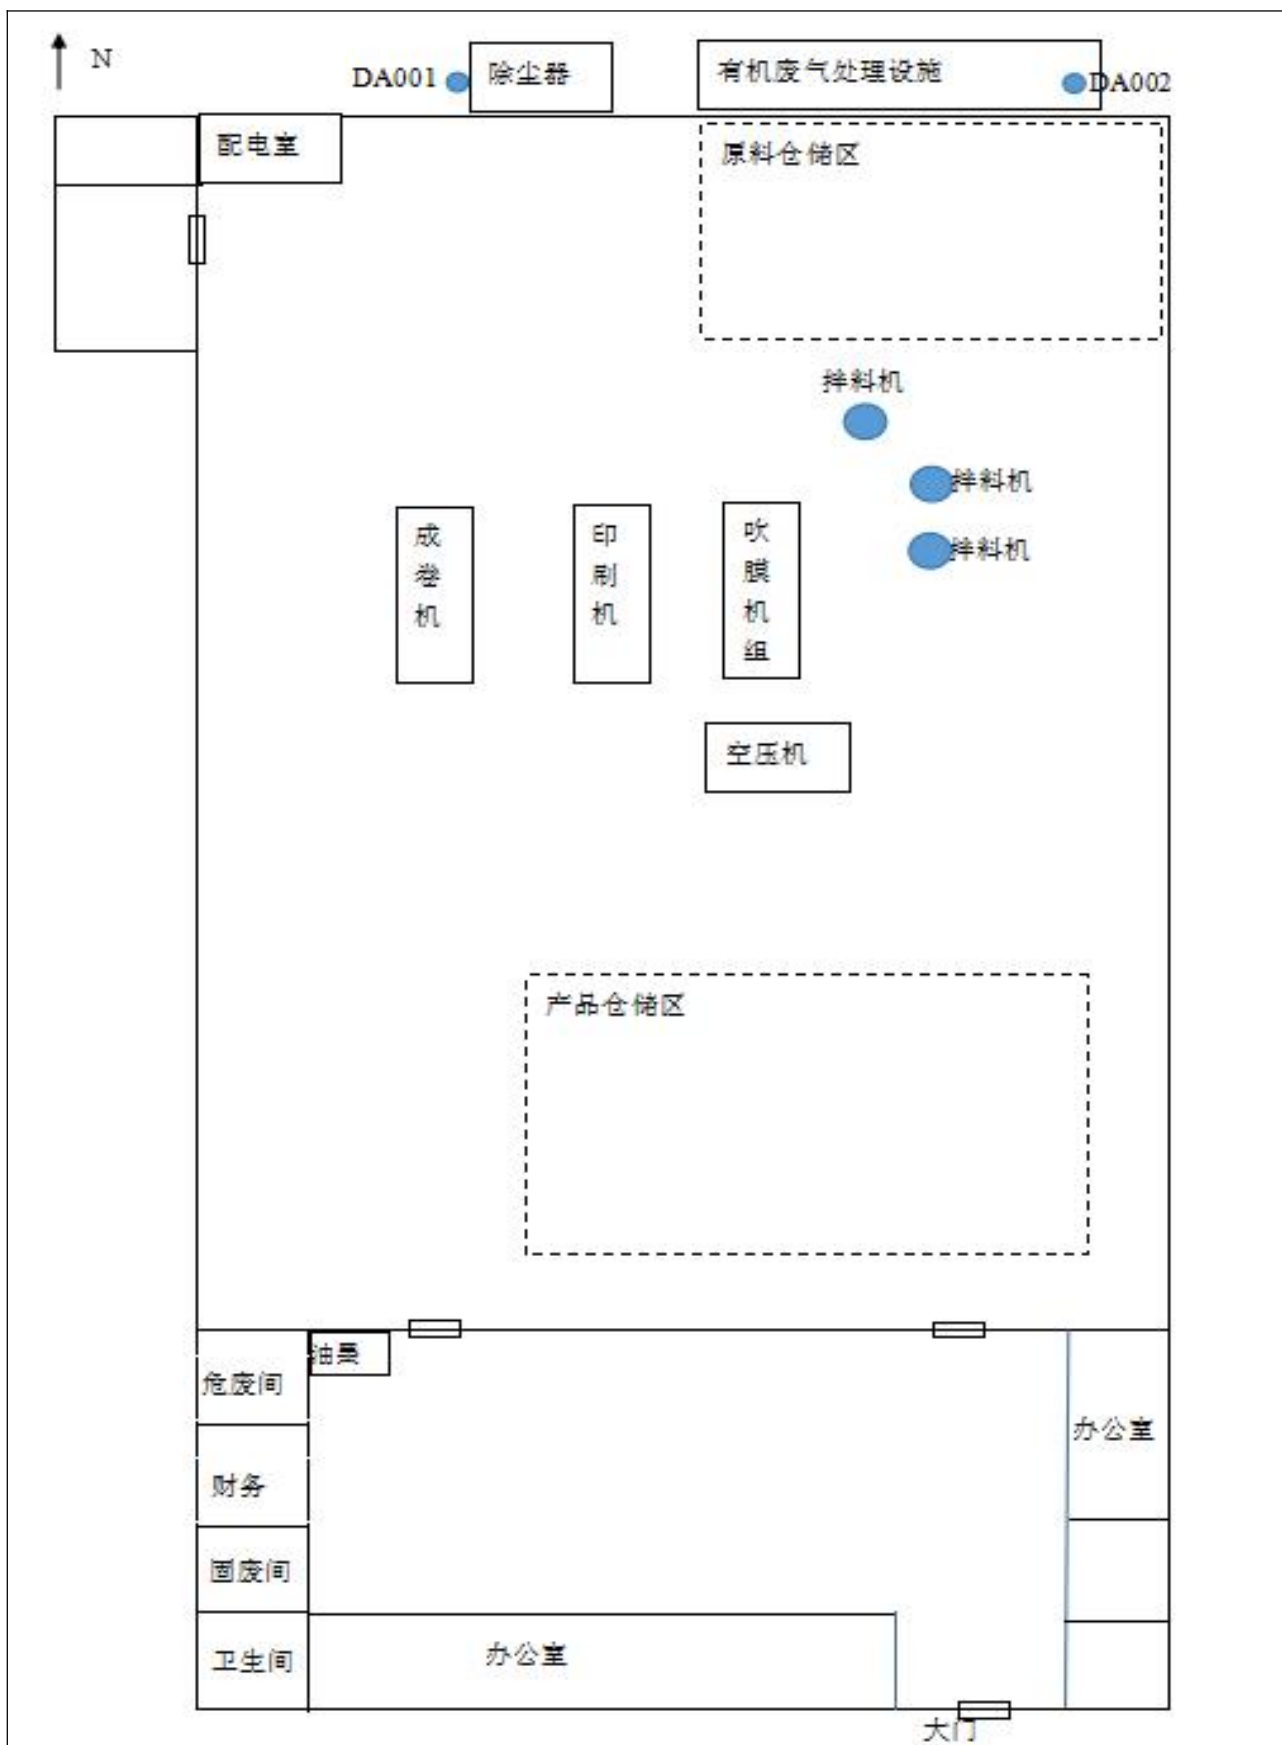 N
DA001
除尘器
有机废气处理设施
DA002
配电室
原料仓储区
拌料机
拌料机
拌料机
成卷机
印刷机
吹膜机组
空压机
产品仓储区
油墨
危废间
办公室
财务
固废间
卫生间
办公室
大门